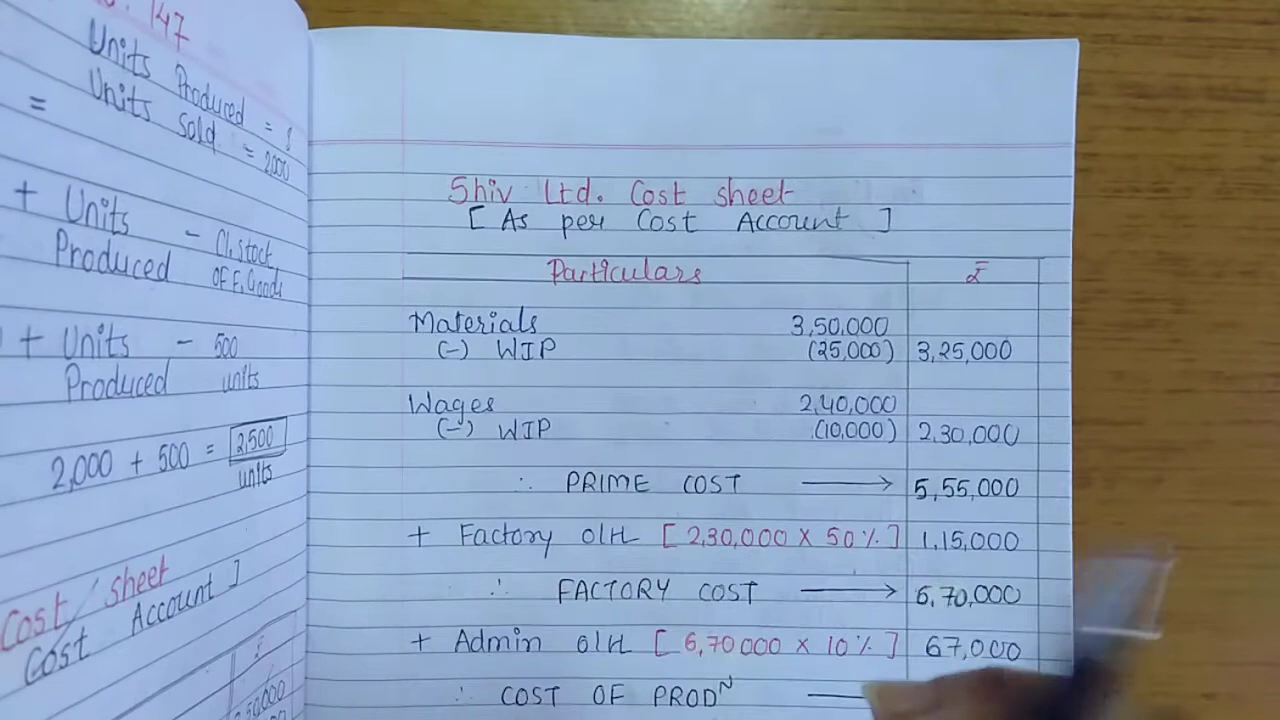 147
Units Produced =
Units Sold = 2,000
=
+ Units Produced - Cl. Stock OF F. Goods
+ Units Produced - 500 units
2,000 + 500 = 2,500 units
Cost / sheet
Cost Account ]
₹
50,000
Shiv Ltd. Cost sheet
[ As per Cost Account ]
Particulars ₹
Materials 3,50,000
(-) WIP (25,000) 3,25,000
Wages 2,40,000
(-) WIP (10,000) 2,30,000
∴ PRIME COST → 5,55,000
+ Factory O/H [ 2,30,000 X 50% ] 1,15,000
∴ FACTORY COST → 6,70,000
+ Admin O/H [ 6,70000 x 10% ] 67,000
∴ COST OF PRODN